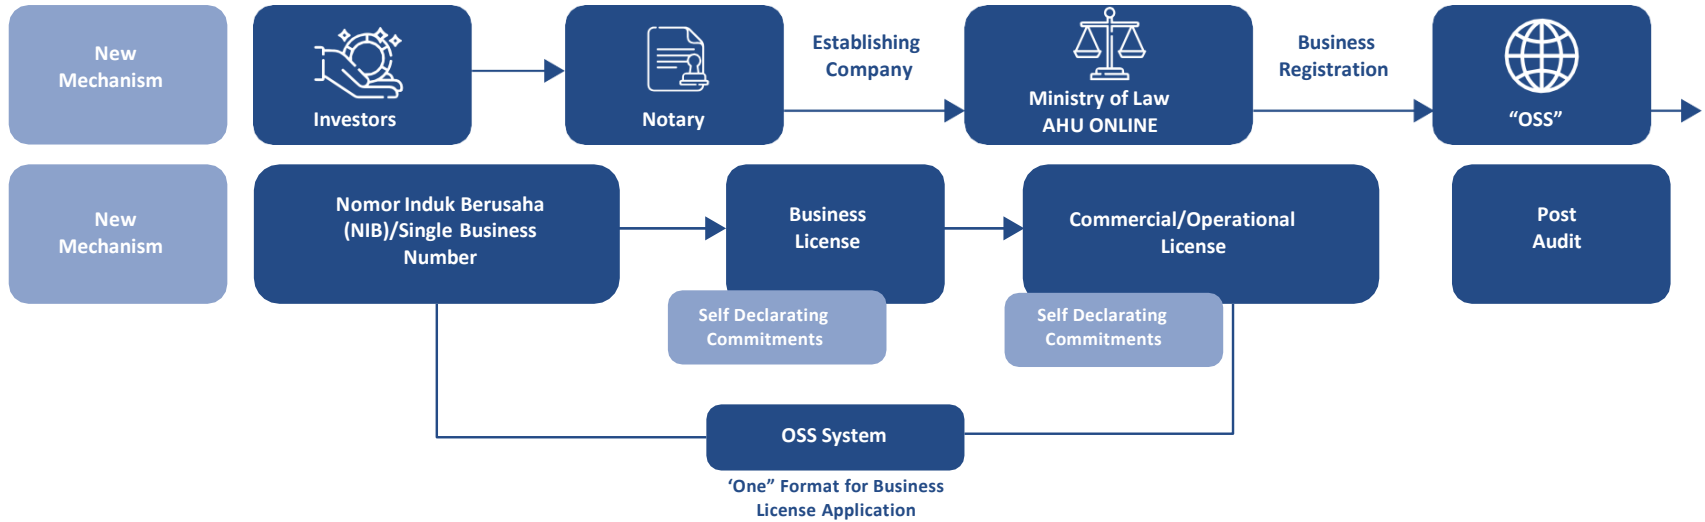 New
Mechanism
Investors
Notary
Establishing
Company
Ministry of Law
AHU ONLINE
Business
Registration
“OSS”
New
Mechanism
Nomor Induk Berusaha
(NIB)/Single Business
Number
Business
License
Commercial/Operational
License
Post
Audit
Self Declarating
Commitments
Self Declarating
Commitments
OSS System
‘One” Format for Business
License Application